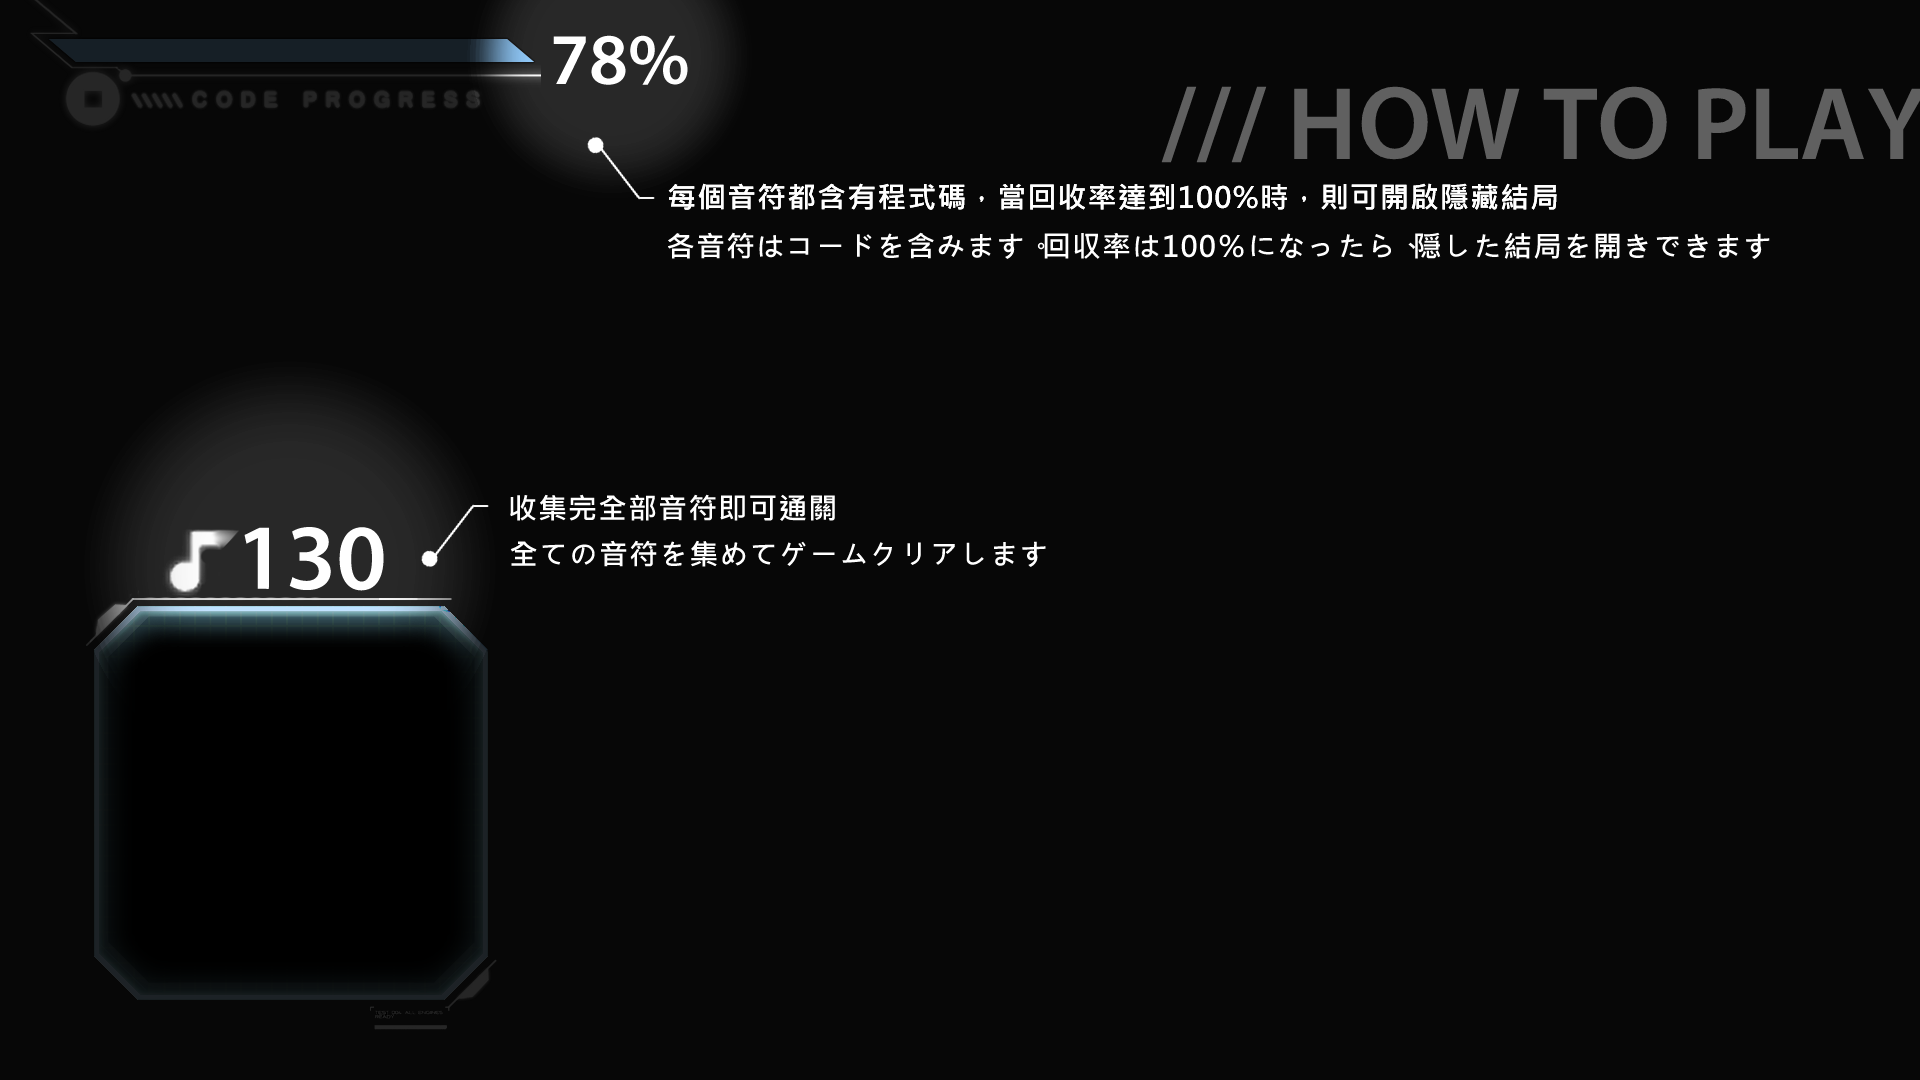 78%
CODE PROGRESS
/// HOW TO PLAY
每個音符都含有程式碼，當回收率達到100%時，則可開啟隱藏結局
各音符はコードを含みます。回収率は100%になったら、隠した結局を開きできます
收集完全部音符即可通關
全ての音符を集めてゲームクリアします
130